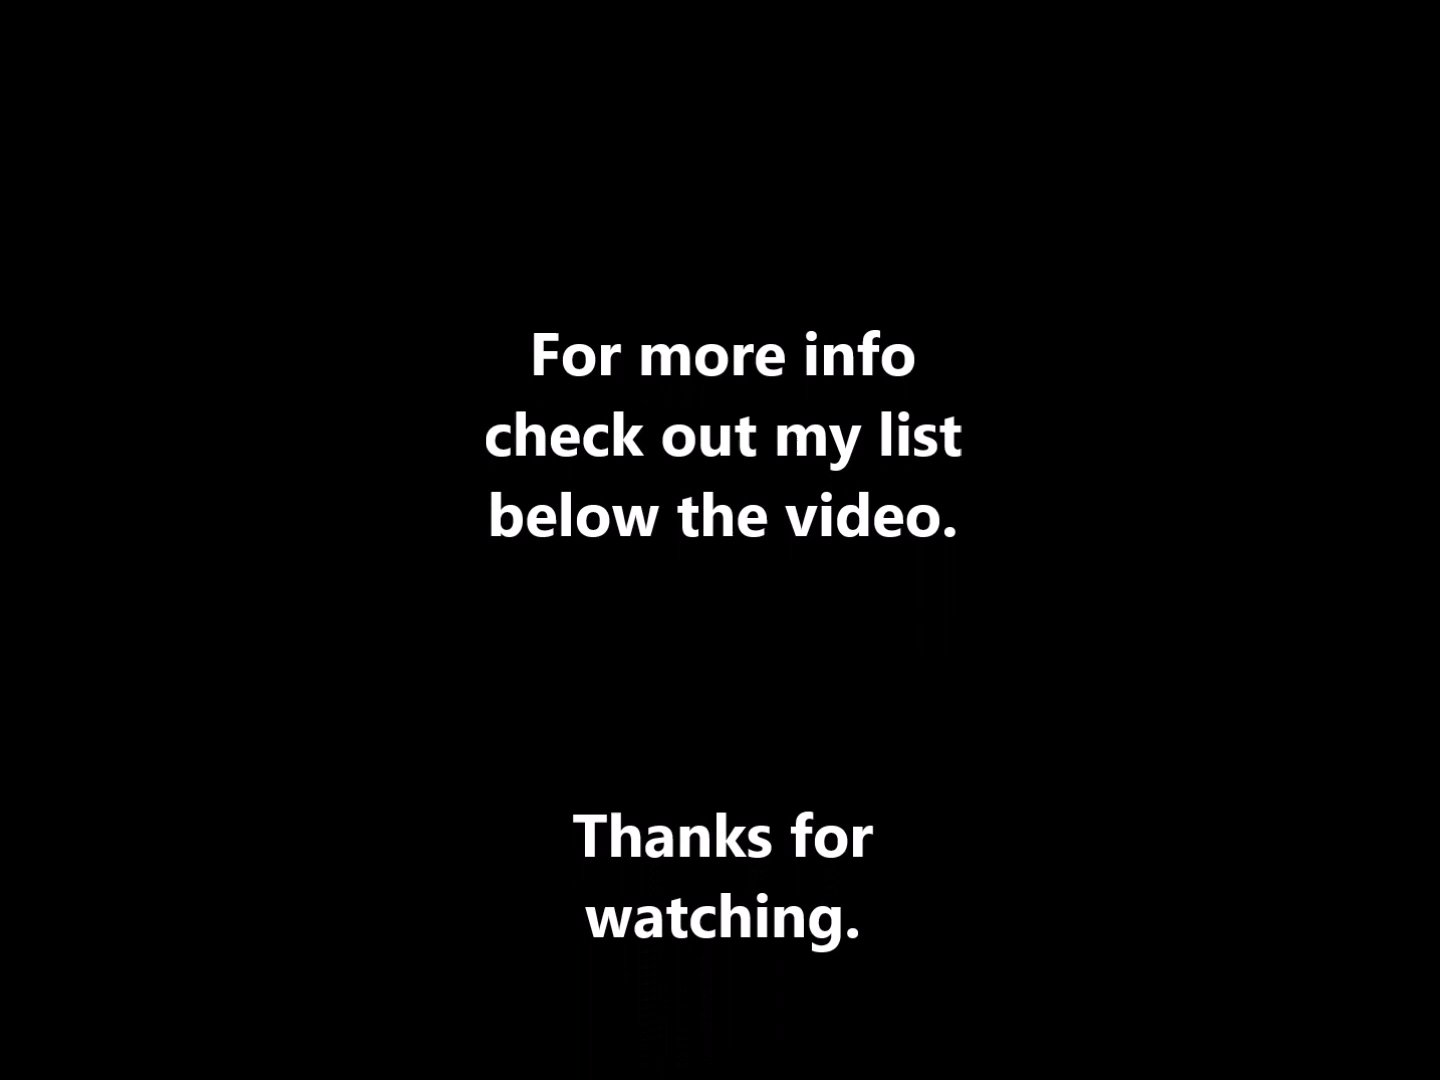 For more info
check out my list
below the video.
Thanks for
watching.